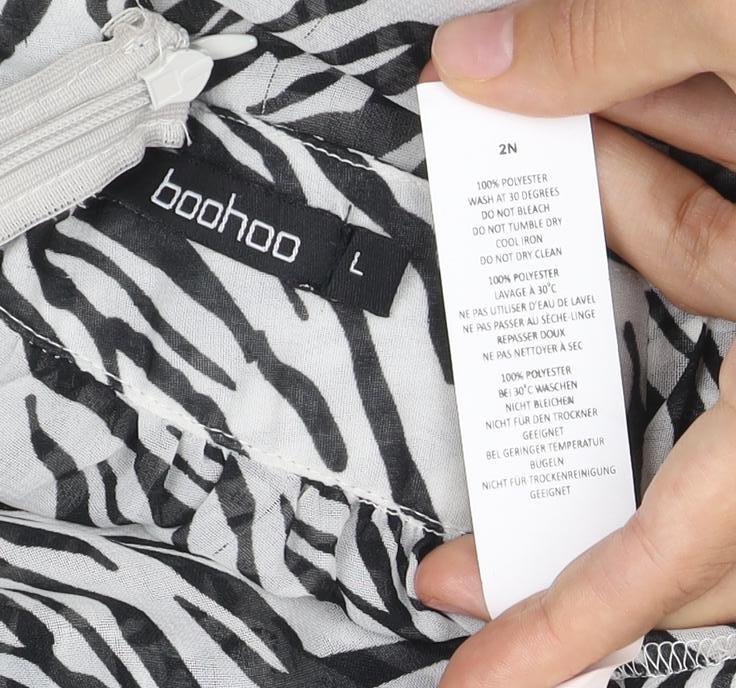 boohoo
L
2N
100% POLYESTER
WASH AT 30 DEGREES
DO NOT BLEACH
DO NOT TUMBLE DRY
COOL IRON
DO NOT DRY CLEAN
100% POLYESTER
LAVAGE À 30°C
NE PAS UTILISER D'EAU DE LAVEL
NE PAS PASSER AU SÈCHE-LINGE
REPASSER DOUX
NE PAS NETTOYER À SEC
100% POLYESTER
BEI 30°C WASCHEN
NICHT BLEICHEN
NICHT FÜR DEN TROCKNER
GEEIGNET
BEL GERINGER TEMPERATUR
BUGELN
NICHT FÜR TROCKENREINIGUNG
GEEIGNET